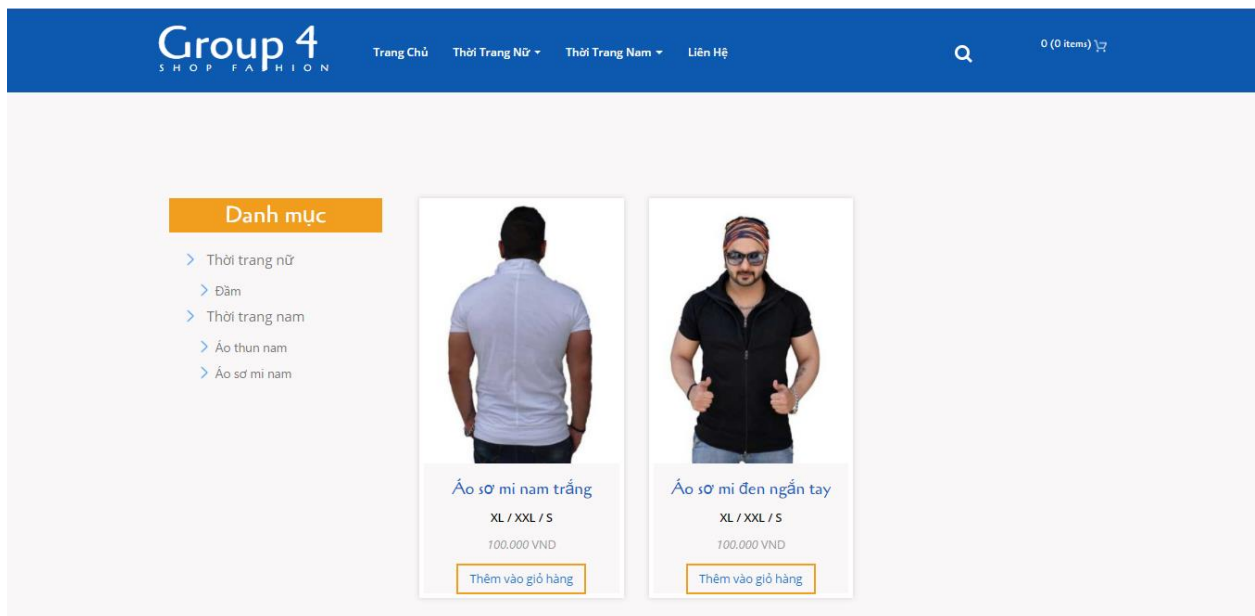 Group 4
SHOP FASHION
Trang Chủ Thời Trang Nữ Thời Trang Nam Liên Hệ
0 (0 items)
Danh mục
Thời trang nữ
Đầm
Thời trang nam
Áo thun nam
Áo sơ mi nam
Áo sơ mi nam trắng
XL / XXL / S
100.000 VND
Thêm vào giỏ hàng
Áo sơ mi đen ngắn tay
XL / XXL / S
100.000 VND
Thêm vào giỏ hàng